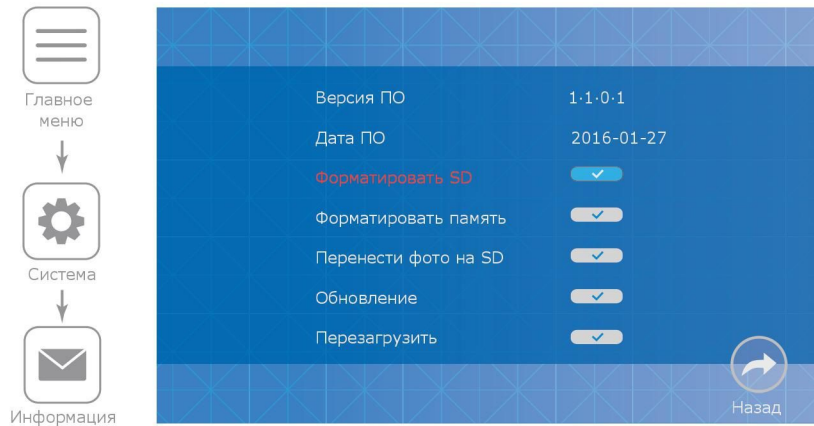 Главное
меню
Система
Информация
Версия ПО 1·1·0·1
Дата ПО 2016-01-27
Форматировать SD
Форматировать память
Перенести фото на SD
Обновление
Перезагрузить
Назад